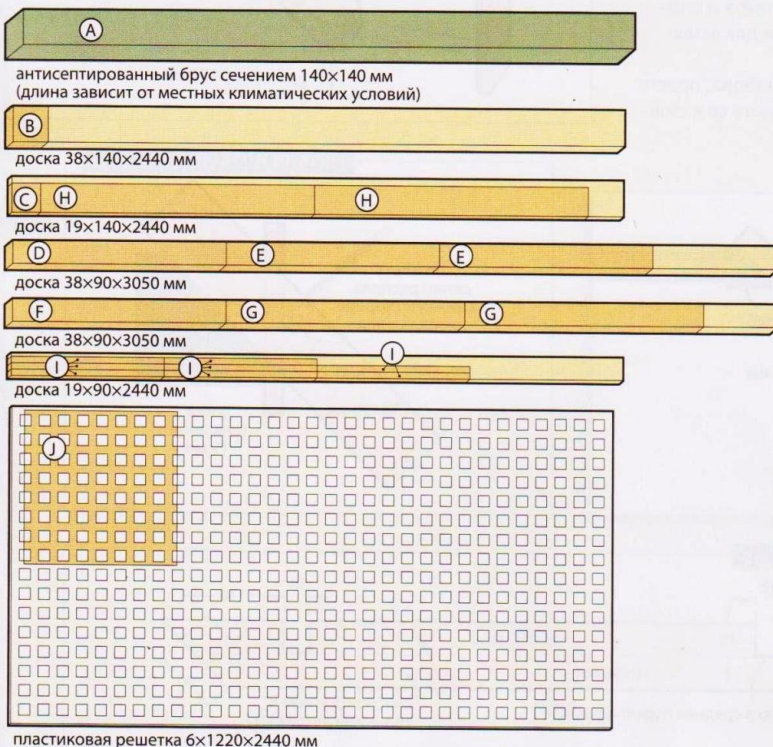 A
антисептированный брус сечением 140×140 мм
(длина зависит от местных климатических условий)
B
доска 38×140×2440 мм
C H H
доска 19×140×2440 мм
D E E
доска 38×90×3050 мм
F G G
доска 38×90×3050 мм
I I I
доска 19×90×2440 мм
J
пластиковая решетка 6×1220×2440 мм